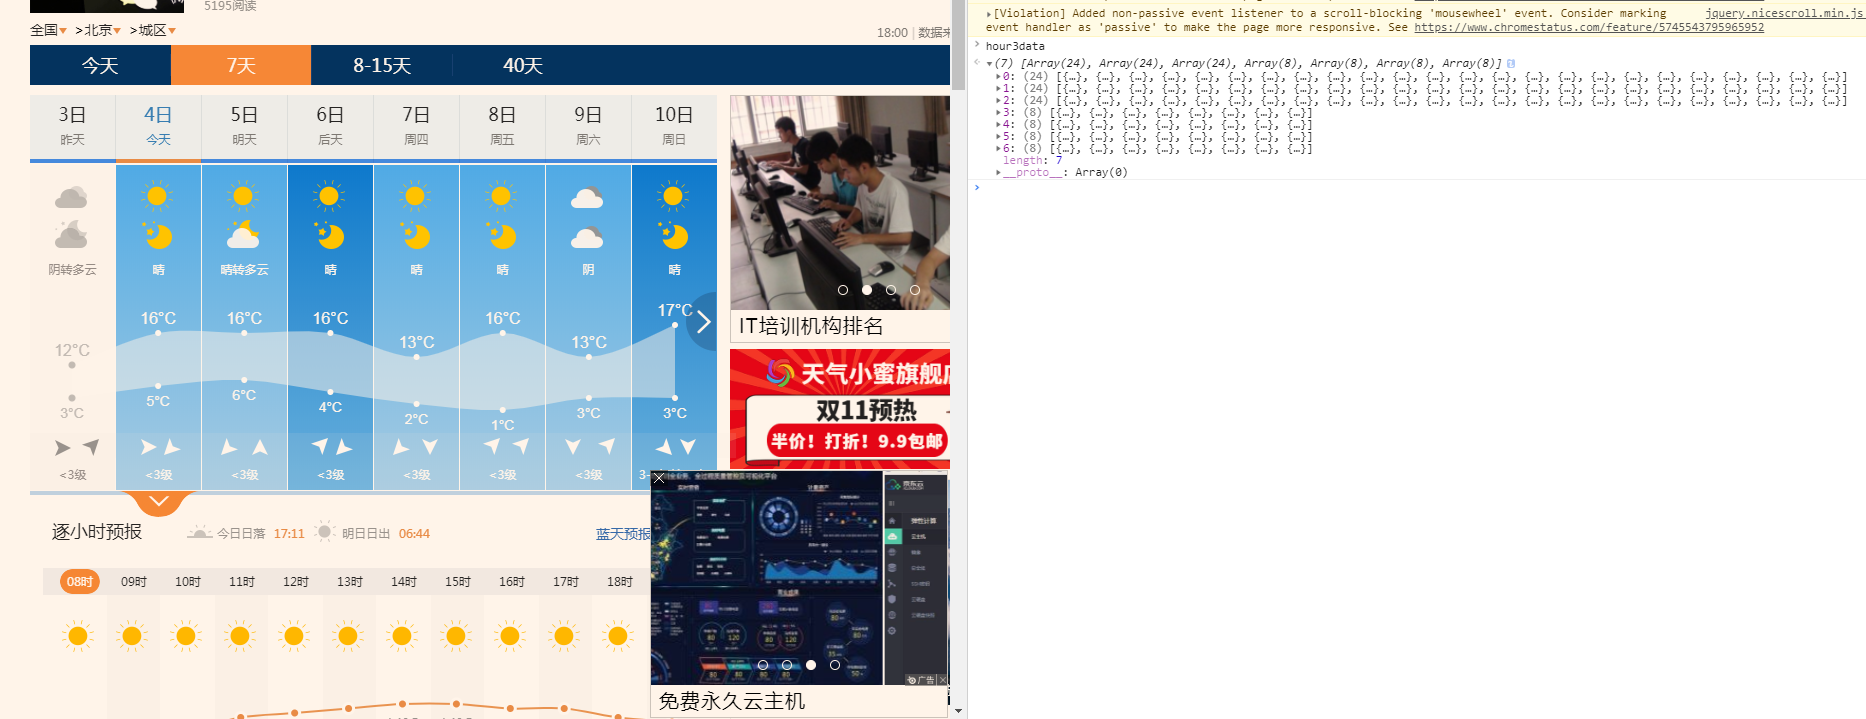 5195阅读
全国 >北京 >城区
18:00 | 数据来
今天 7天 8-15天 40天
3日 4日 5日 6日 7日 8日 9日 10日
昨天 今天 明天 后天 周四 周五 周六 周日
阴转多云 晴 晴转多云 晴 晴 晴 阴 晴
12°C 16°C 16°C 16°C 13°C 16°C 13°C 17°C
3°C 5°C 6°C 4°C 2°C 1°C 3°C 3°C
<3级 <3级 <3级 <3级 <3级 <3级 <3级 3-
逐小时预报 今日日落 17:11 明日日出 06:44 蓝天预报
08时 09时 10时 11时 12时 13时 14时 15时 16时 17时 18时
IT培训机构排名
天气小蜜旗舰店
双11预热
半价！打折！9.9包邮
京东云
弹性计算
广告
免费永久云主机
[Violation] Added non-passive event listener to a scroll-blocking 'mousewheel' event. Consider marking jquery.nicescroll.min.js
event handler as 'passive' to make the page more responsive. See https://www.chromestatus.com/feature/5745543795965952
> hour3data
(7) [Array(24), Array(24), Array(24), Array(8), Array(8), Array(8), Array(8)]
0: (24) [{…}, {…}, {…}, {…}, {…}, {…}, {…}, {…}, {…}, {…}, {…}, {…}, {…}, {…}, {…}, {…}, {…}, {…}, {…}, {…}, {…}, {…}, {…}, {…}]
1: (24) [{…}, {…}, {…}, {…}, {…}, {…}, {…}, {…}, {…}, {…}, {…}, {…}, {…}, {…}, {…}, {…}, {…}, {…}, {…}, {…}, {…}, {…}, {…}, {…}]
2: (24) [{…}, {…}, {…}, {…}, {…}, {…}, {…}, {…}, {…}, {…}, {…}, {…}, {…}, {…}, {…}, {…}, {…}, {…}, {…}, {…}, {…}, {…}, {…}, {…}]
3: (8) [{…}, {…}, {…}, {…}, {…}, {…}, {…}, {…}]
4: (8) [{…}, {…}, {…}, {…}, {…}, {…}, {…}, {…}]
5: (8) [{…}, {…}, {…}, {…}, {…}, {…}, {…}, {…}]
6: (8) [{…}, {…}, {…}, {…}, {…}, {…}, {…}, {…}]
length: 7
__proto__: Array(0)
>